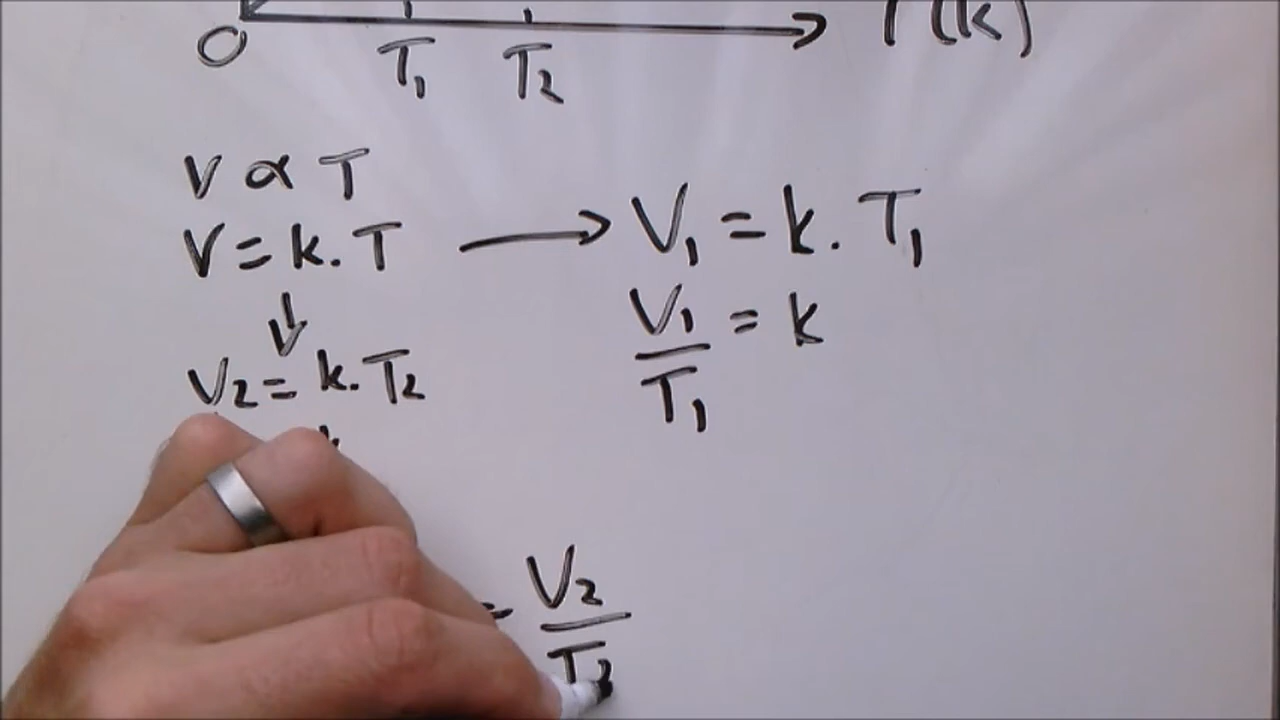 0 T₁ T₂ T(K)
V ∝ T
V = k. T → V₁ = k. T₁
↓ V₁/T₁ = k
V₂ = k. T₂
k
= V₂/T₂